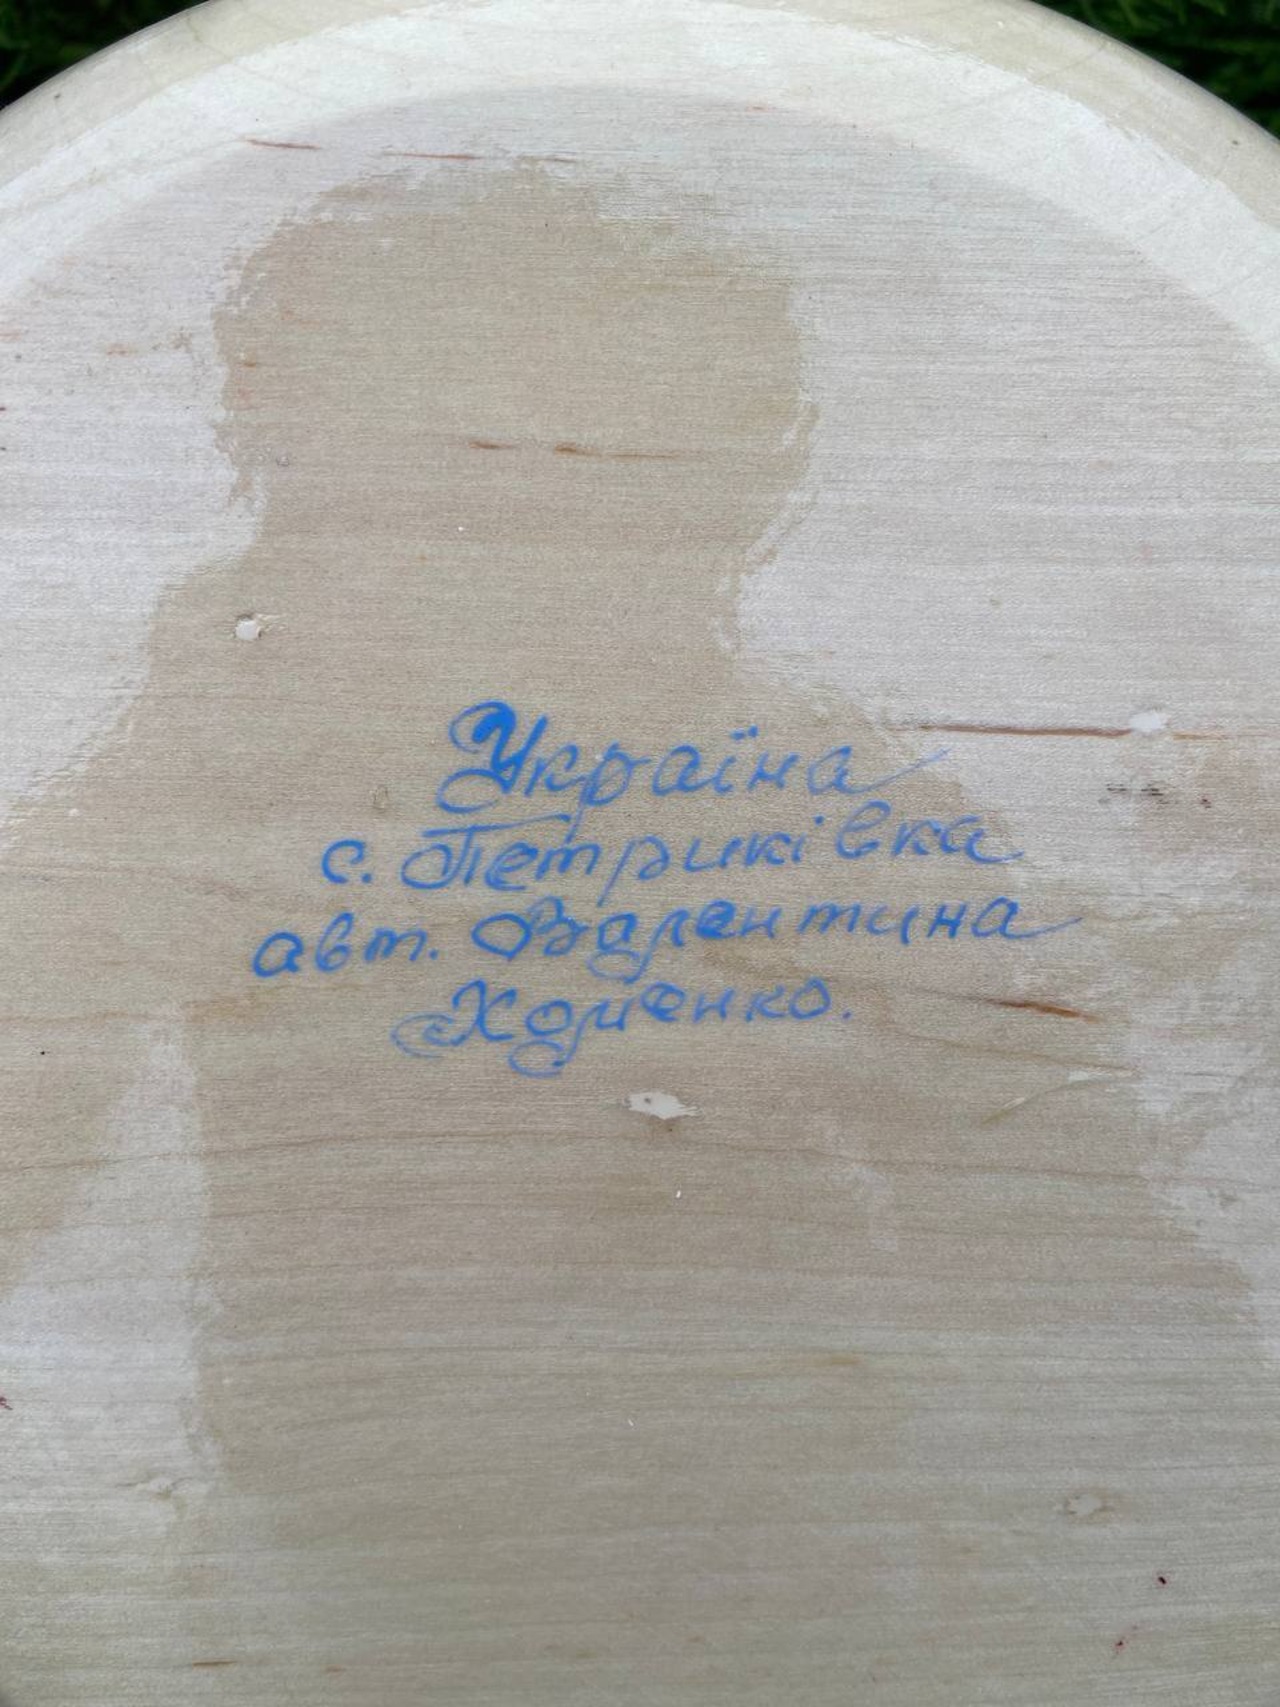 Україна
с. Петриківка
авт. Валентина
Хоменко.